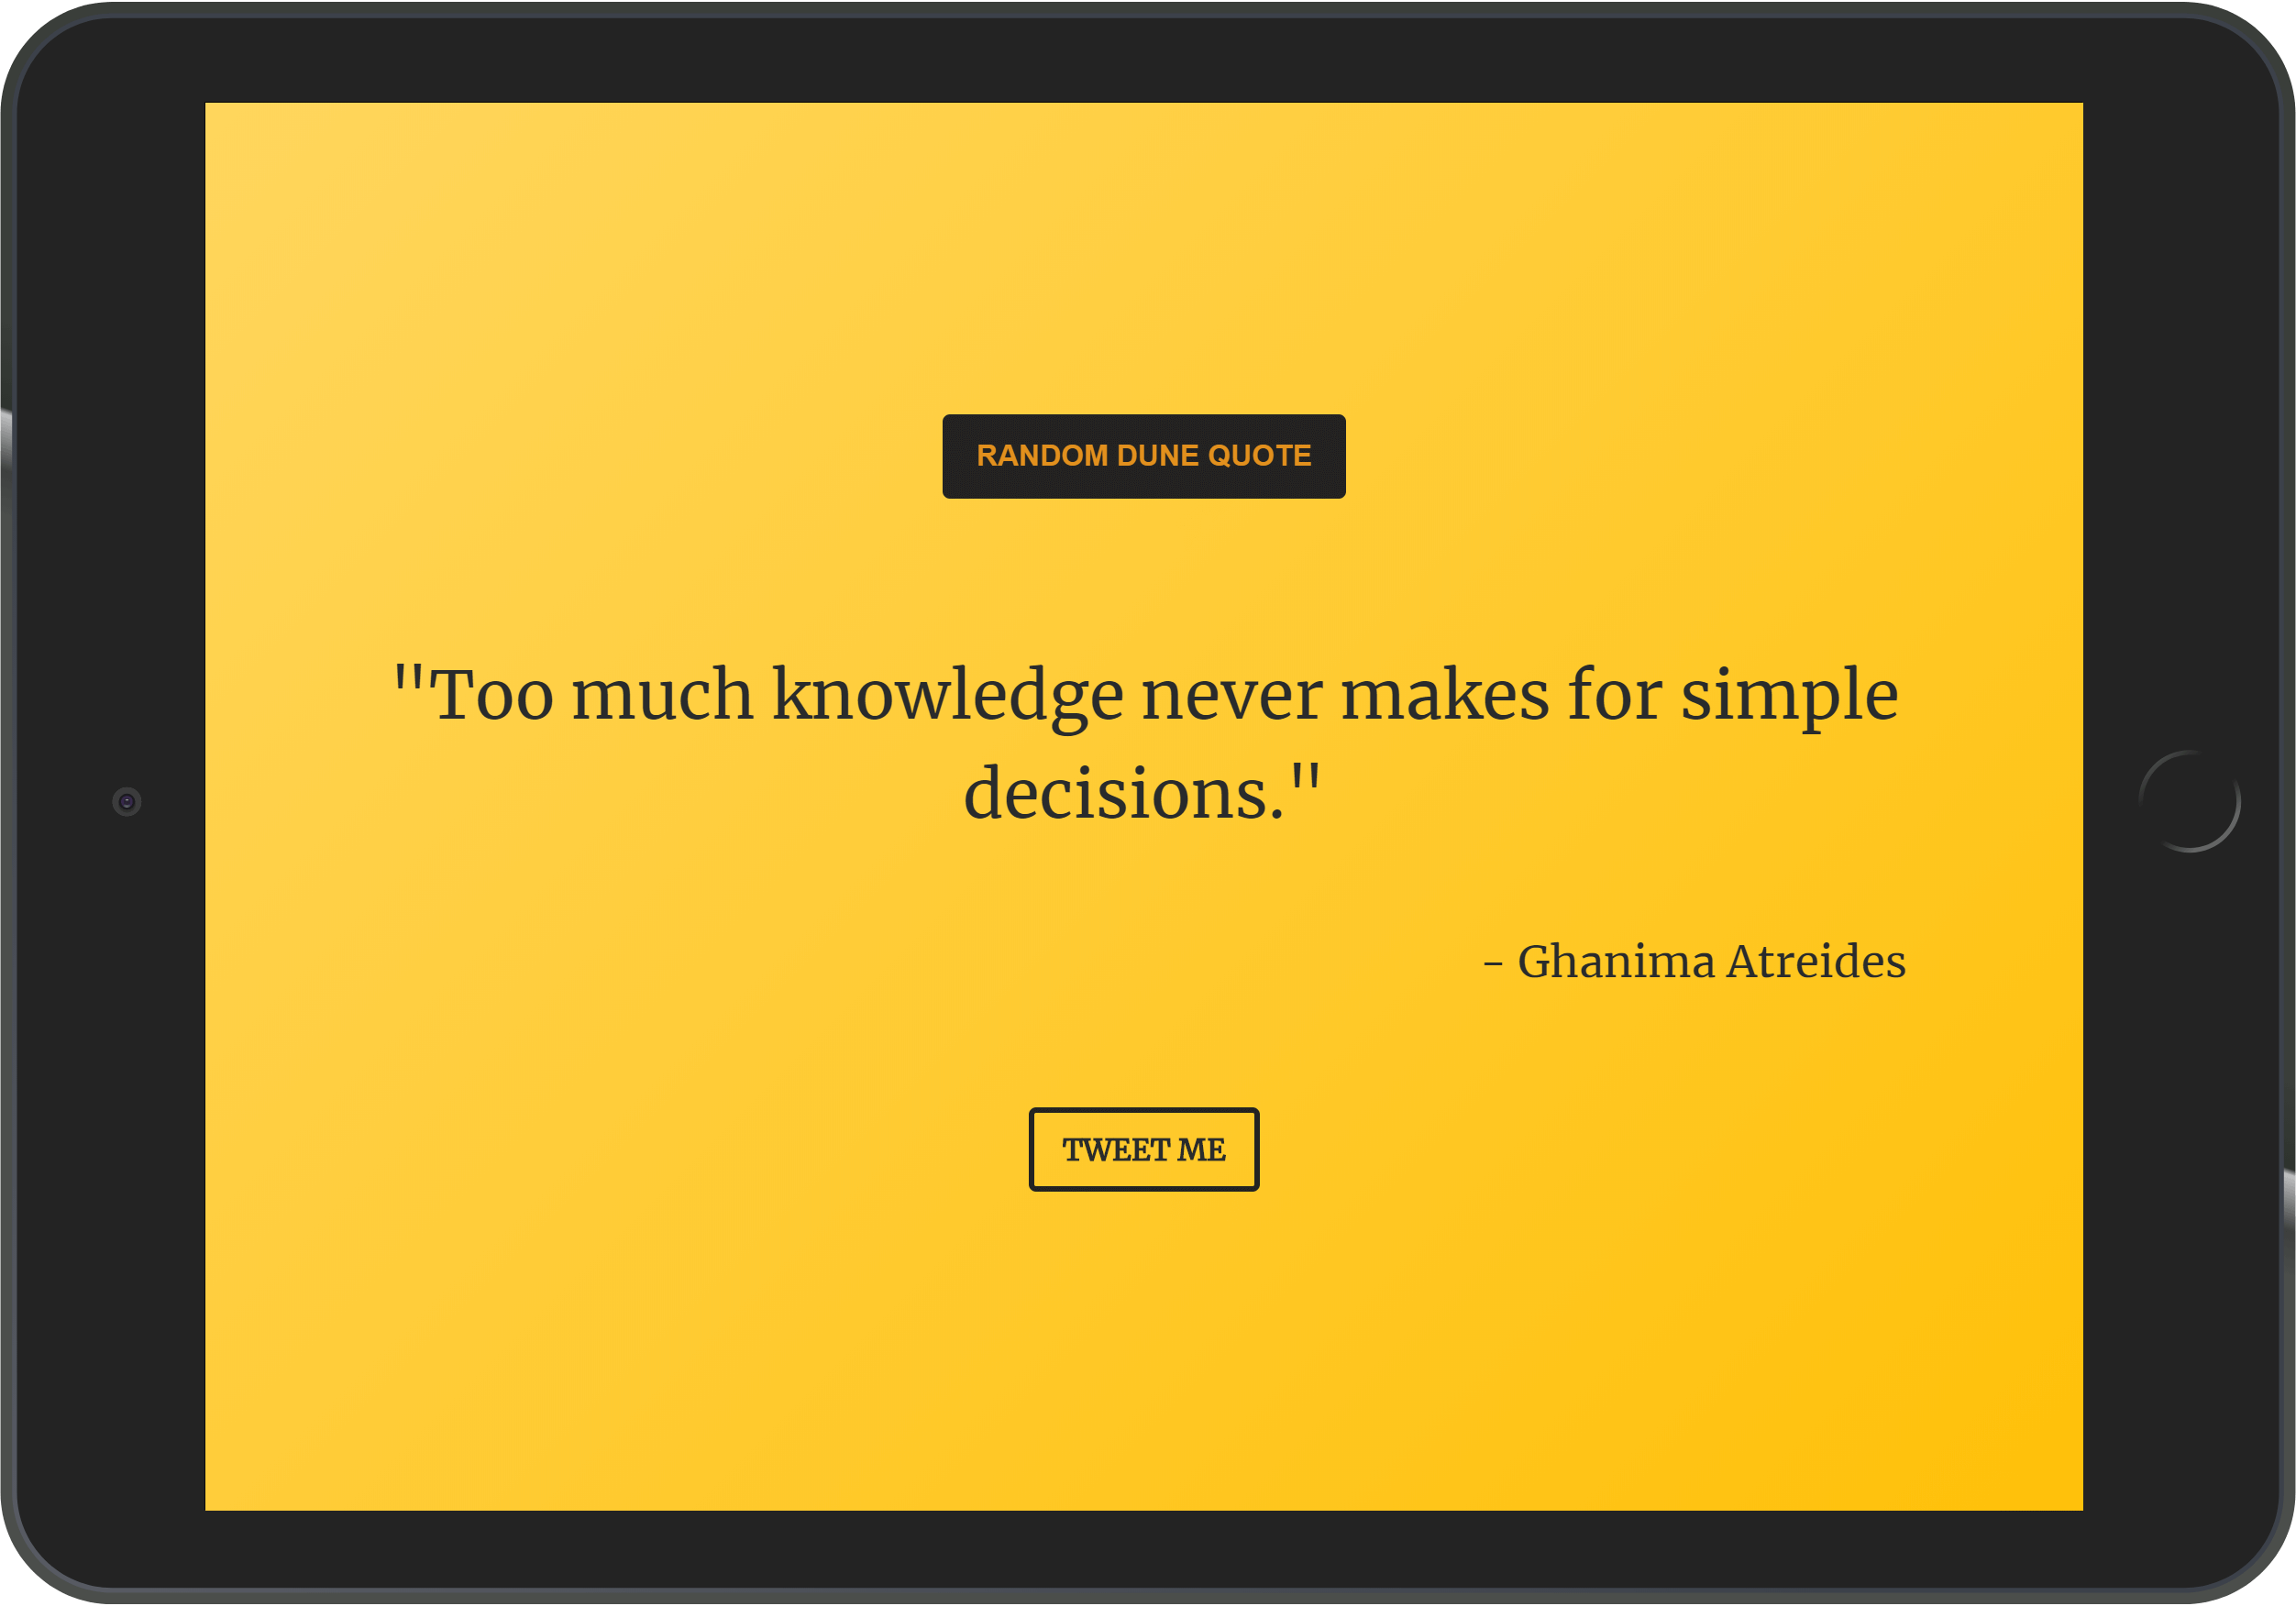 RANDOM DUNE QUOTE
"Too much knowledge never makes for simple
decisions."
- Ghanima Atreides
TWEET ME